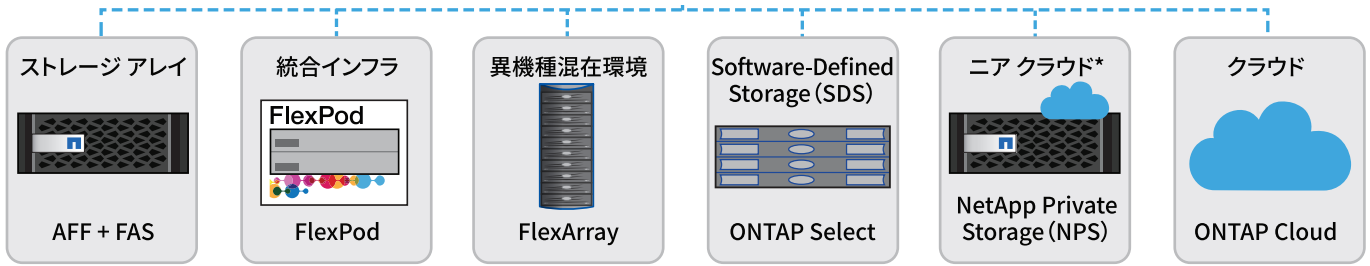 ストレージ アレイ
AFF + FAS
統合インフラ
FlexPod
FlexPod
異機種混在環境
FlexArray
Software-Defined
Storage（SDS）
ONTAP Select
ニア クラウド*
NetApp Private
Storage（NPS）
クラウド
ONTAP Cloud